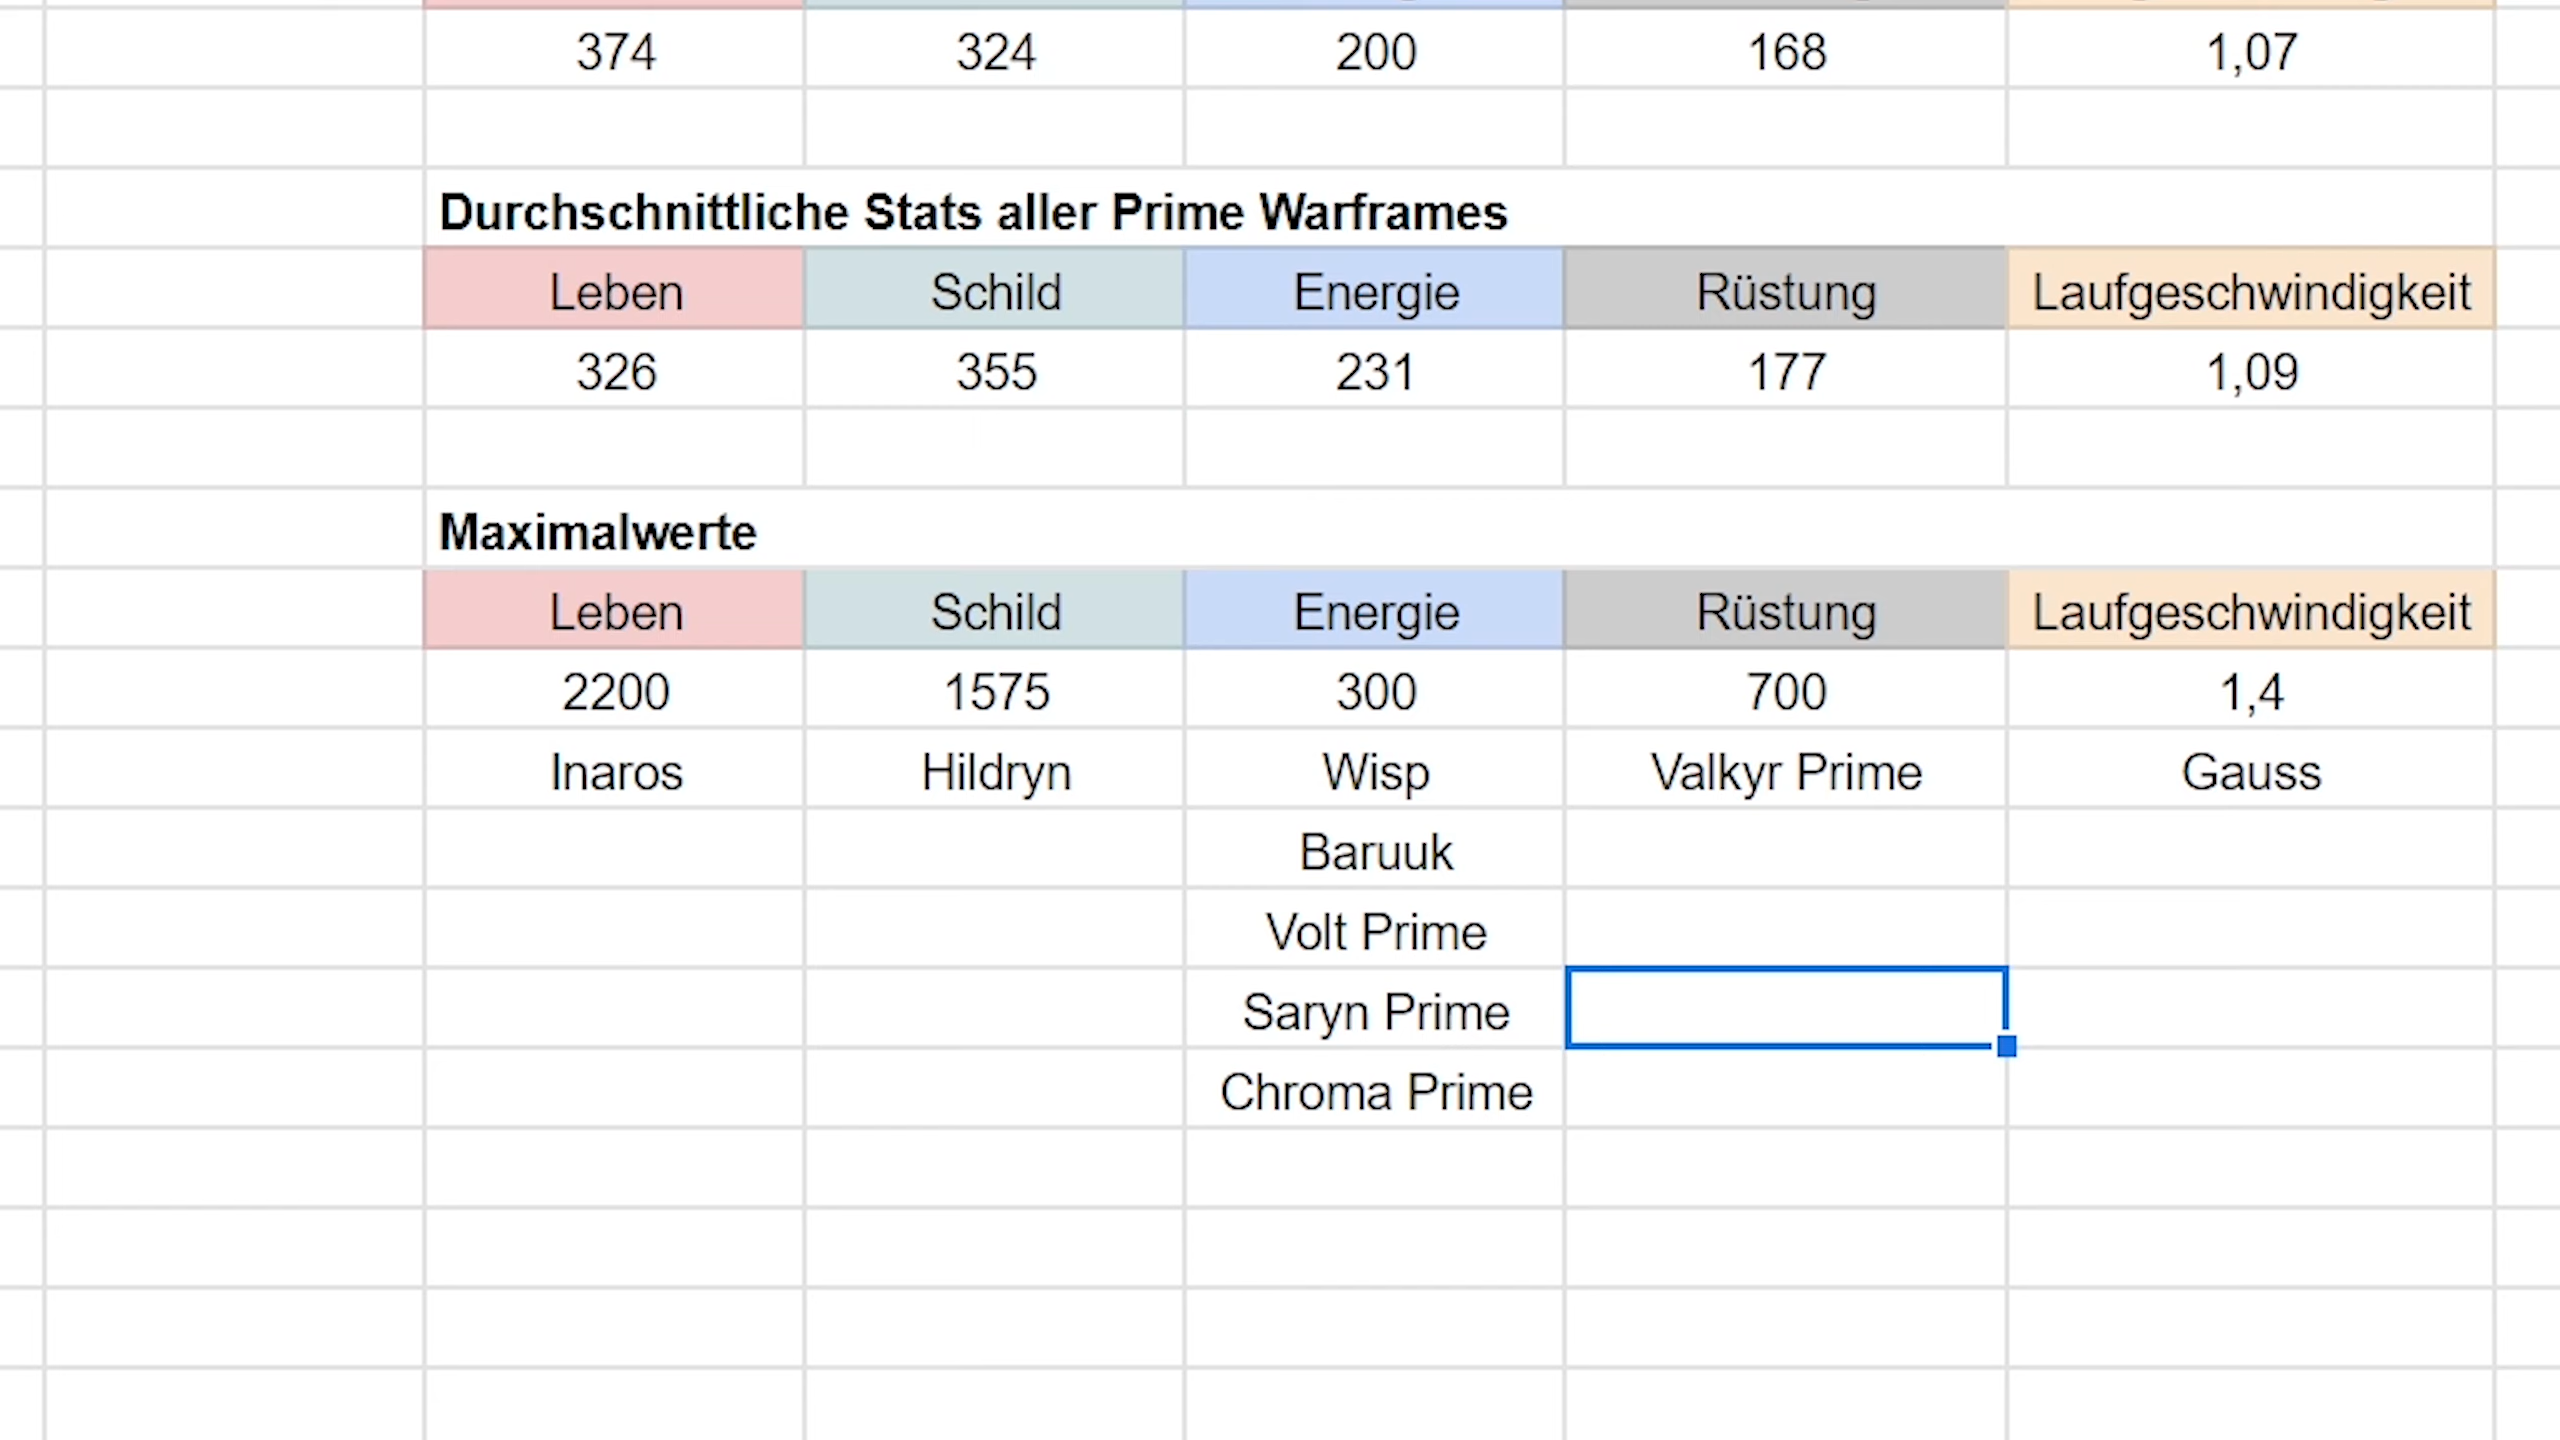 374 324 200 168 1,07
Durchschnittliche Stats aller Prime Warframes
Leben Schild Energie Rüstung Laufgeschwindigkeit
326 355 231 177 1,09
Maximalwerte
Leben Schild Energie Rüstung Laufgeschwindigkeit
2200 1575 300 700 1,4
Inaros Hildryn Wisp Valkyr Prime Gauss
Baruuk
Volt Prime
Saryn Prime
Chroma Prime